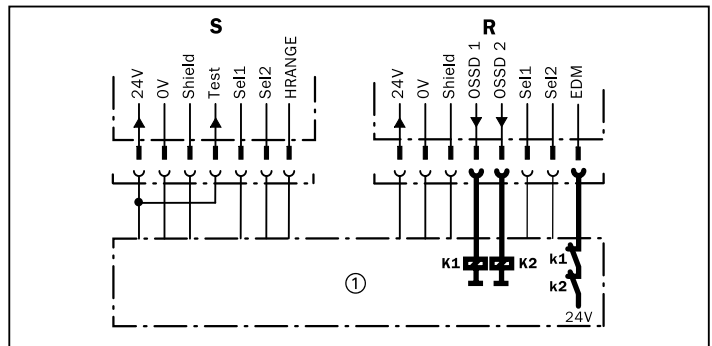 S R
24V 0V Shield Test Sel1 Sel2 HRANGE 24V 0V Shield OSSD 1 OSSD 2 Sel1 Sel2 EDM
K1 K2 k1
① k2
24V